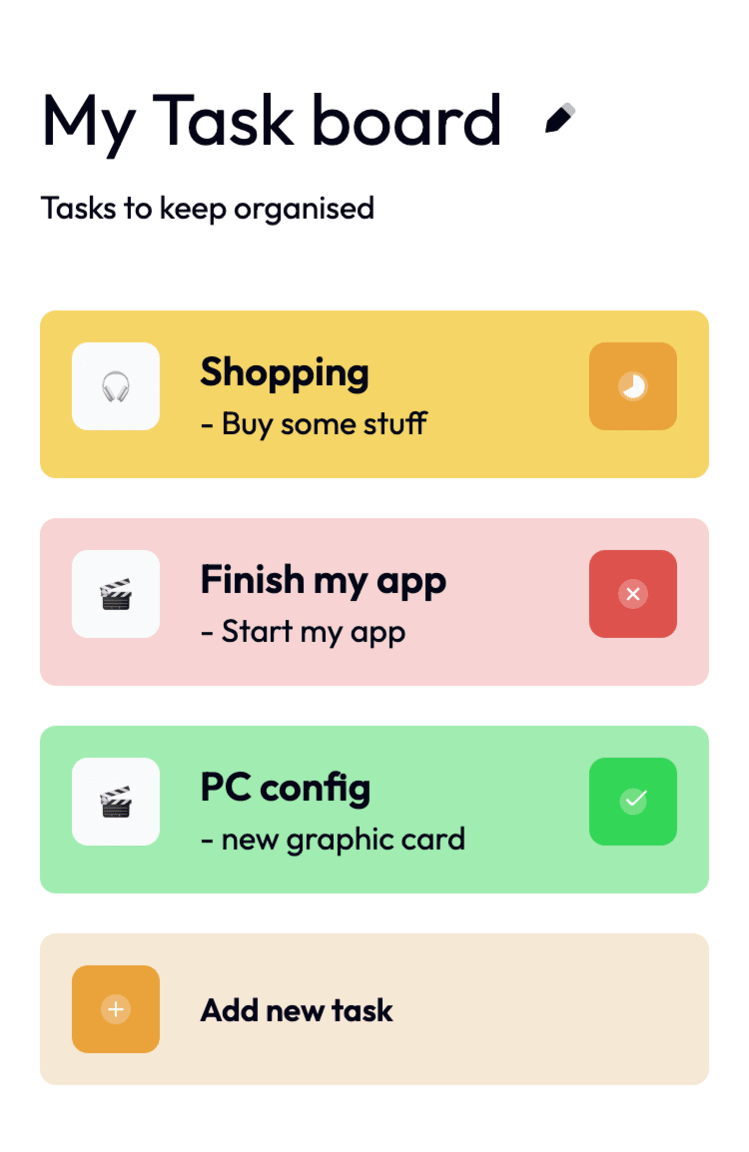 My Task board
Tasks to keep organised
Shopping
- Buy some stuff
Finish my app
- Start my app
PC config
- new graphic card
Add new task